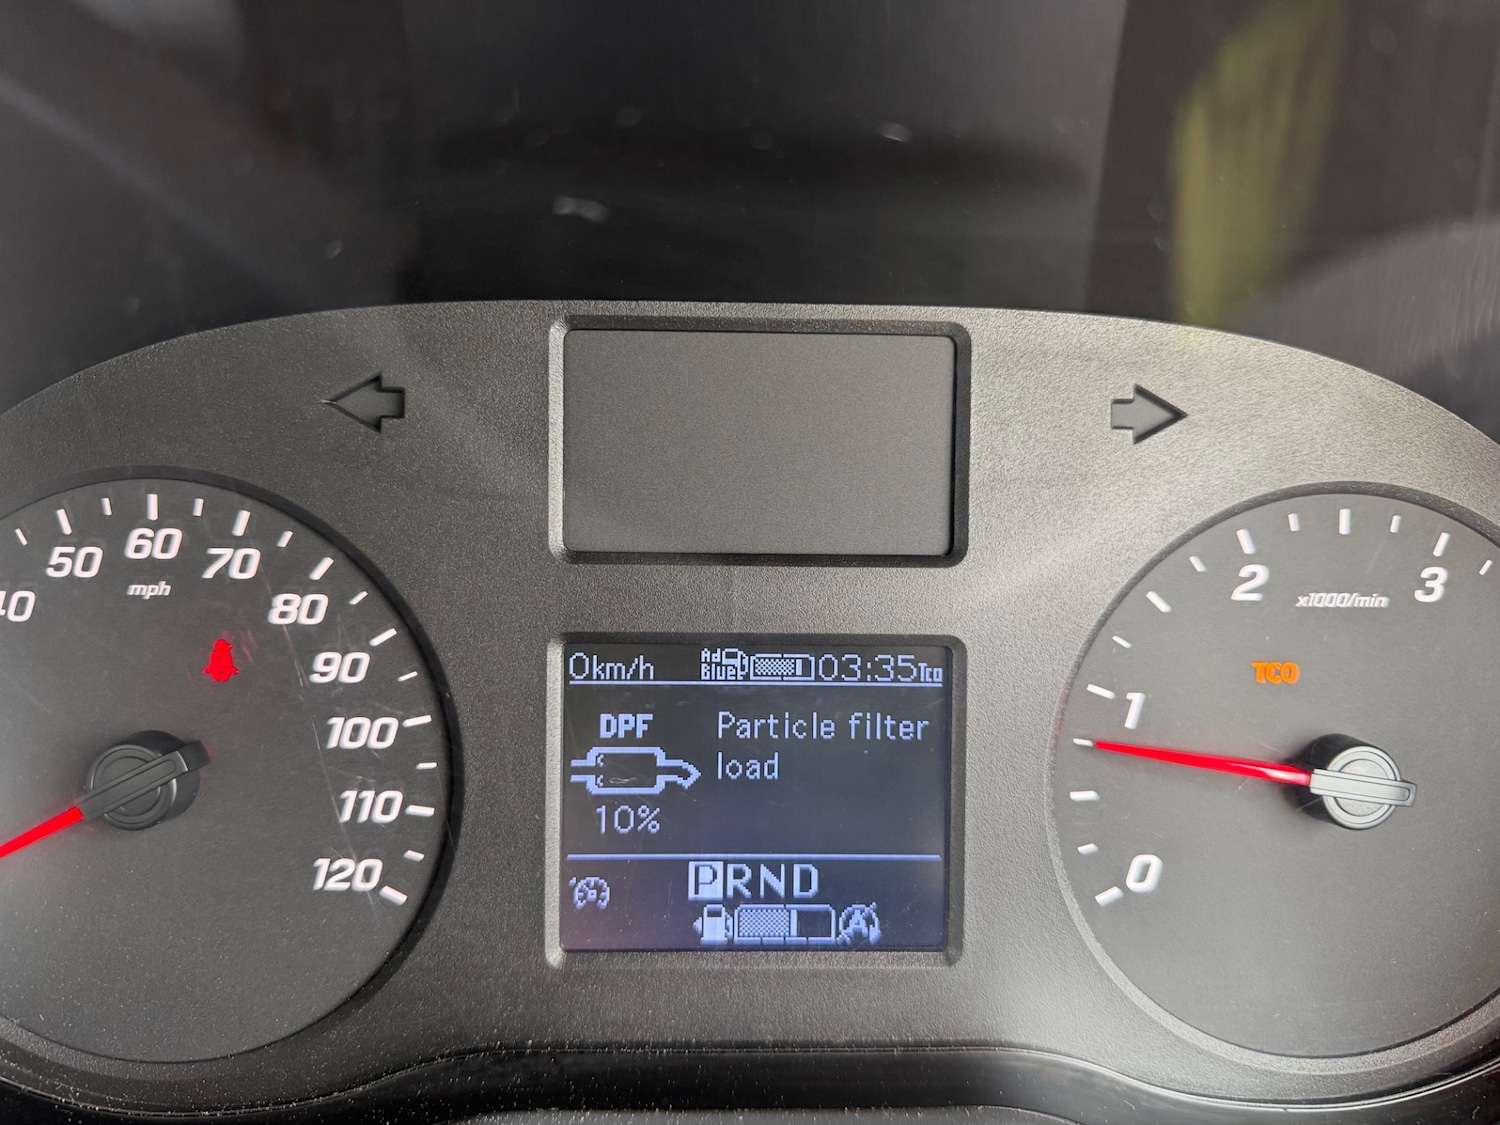 40 50 60 70 80 90 100 110 120
mph
0km/h Ad Blue 03:35 Tco
DPF Particle filter
load
10%
PRND
A
0 1 2 3
x1000/min
TCO